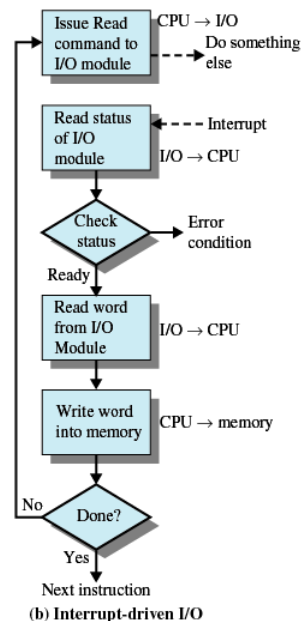 Issue Read
command to
I/O module
CPU → I/O
Do something
else
Read status
of I/O
module
Interrupt
I/O → CPU
Check
status
Error
condition
Ready
Read word
from I/O
Module
I/O → CPU
Write word
into memory
CPU → memory
No
Done?
Yes
Next instruction
(b) Interrupt-driven I/O